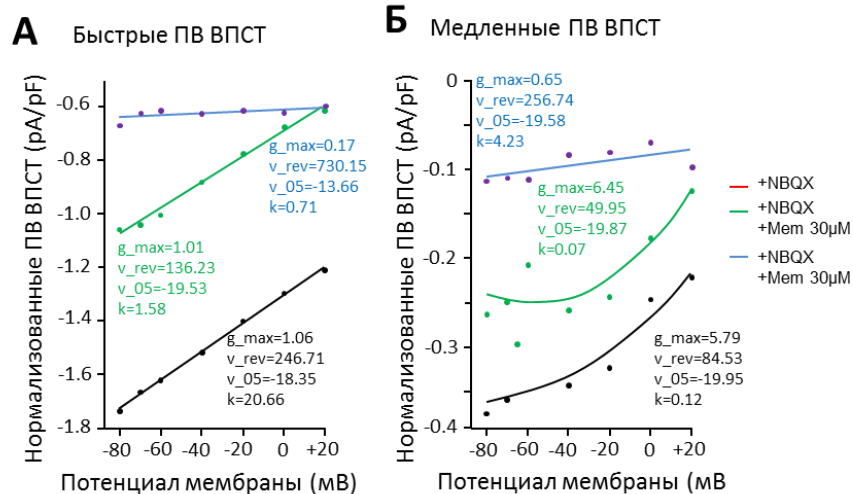 А
Быстрые ПВ ВПСТ
Нормализованные ПВ ВПСТ (pA/pF)
-0.6
-0.8
-1.0
-1.2
-1.4
-1.6
-1.8
g_max=0.17
v_rev=730.15
v_05=-13.66
k=0.71
g_max=1.01
v_rev=136.23
v_05=-19.53
k=1.58
g_max=1.06
v_rev=246.71
v_05=-18.35
k=20.66
-80
-60
-40
-20
0
+20
Потенциал мембраны (мВ)
Б
Медленные ПВ ВПСТ
Нормализованные ПВ ВПСТ (pA/pF)
0
-0.1
-0.2
-0.3
-0.4
g_max=0.65
v_rev=256.74
v_05=-19.58
k=4.23
g_max=6.45
v_rev=49.95
v_05=-19.87
k=0.07
g_max=5.79
v_rev=84.53
v_05=-19.95
k=0.12
-80
-60
-40
-20
0
+20
Потенциал мембраны (мВ
+NBQX
+NBQX
+Mem 30µM
+NBQX
+Mem 30µM